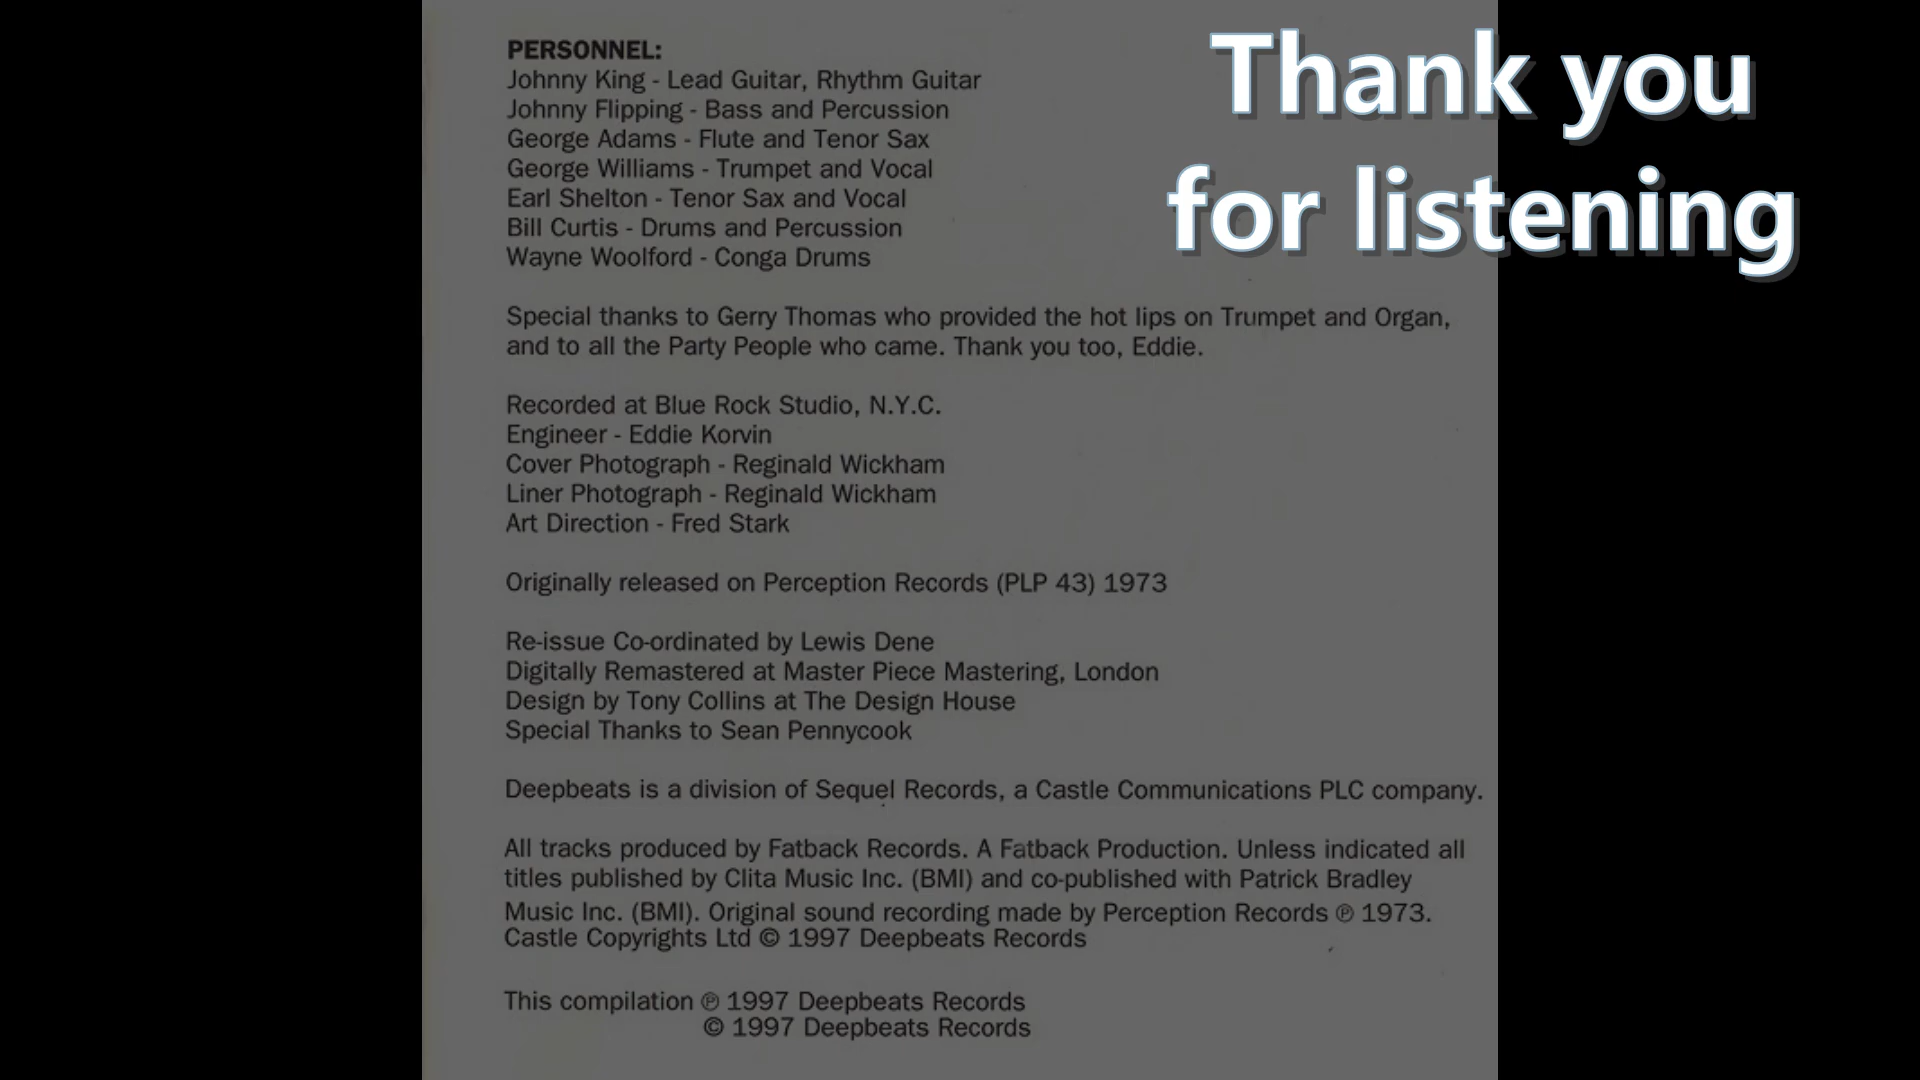 PERSONNEL:
Johnny King - Lead Guitar, Rhythm Guitar
Johnny Flipping - Bass and Percussion
George Adams - Flute and Tenor Sax
George Williams - Trumpet and Vocal
Earl Shelton - Tenor Sax and Vocal
Bill Curtis - Drums and Percussion
Wayne Woolford - Conga Drums
Thank you
for listening
Special thanks to Gerry Thomas who provided the hot lips on Trumpet and Organ,
and to all the Party People who came. Thank you too, Eddie.
Recorded at Blue Rock Studio, N.Y.C.
Engineer - Eddie Korvin
Cover Photograph - Reginald Wickham
Liner Photograph - Reginald Wickham
Art Direction - Fred Stark
Originally released on Perception Records (PLP 43) 1973
Re-issue Co-ordinated by Lewis Dene
Digitally Remastered at Master Piece Mastering, London
Design by Tony Collins at The Design House
Special Thanks to Sean Pennycook
Deepbeats is a division of Sequel Records, a Castle Communications PLC company.
All tracks produced by Fatback Records. A Fatback Production. Unless indicated all
titles published by Clita Music Inc. (BMI) and co-published with Patrick Bradley
Music Inc. (BMI). Original sound recording made by Perception Records ℗ 1973.
Castle Copyrights Ltd © 1997 Deepbeats Records
This compilation ℗ 1997 Deepbeats Records
© 1997 Deepbeats Records